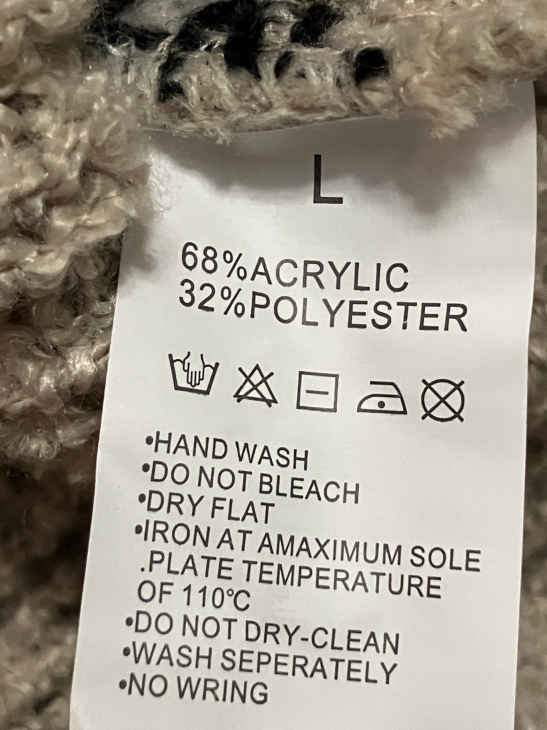 L
68%ACRYLIC
32%POLYESTER
•HAND WASH
•DO NOT BLEACH
•DRY FLAT
•IRON AT AMAXIMUM SOLE
.PLATE TEMPERATURE
OF 110℃
•DO NOT DRY-CLEAN
•WASH SEPERATELY
•NO WRING